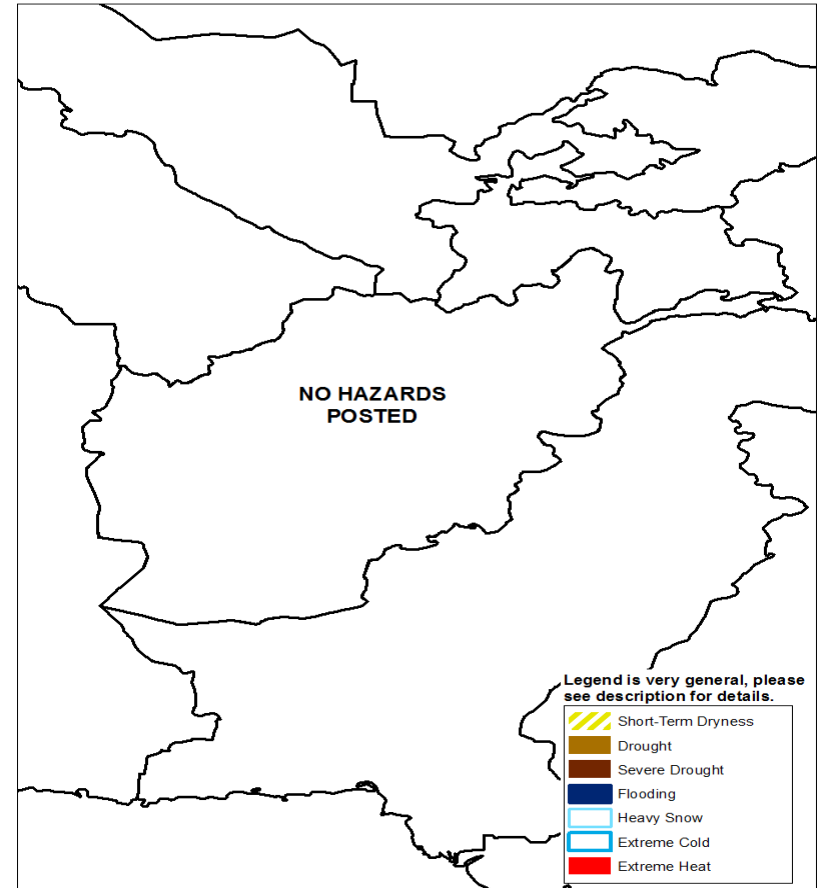 NO HAZARDS
POSTED
Legend is very general, please
see description for details.
Short-Term Dryness
Drought
Severe Drought
Flooding
Heavy Snow
Extreme Cold
Extreme Heat